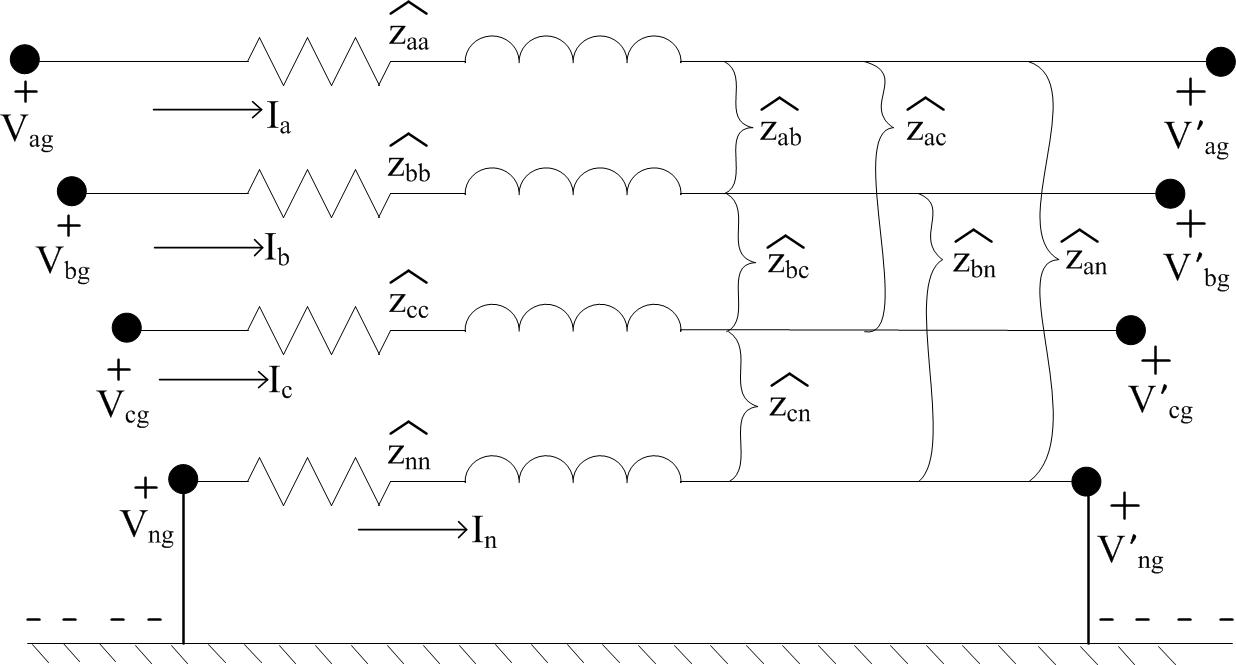 ẑaa
+
Vag
Ia
ẑab
ẑac
+
V′ag
ẑbb
+
Vbg
Ib
ẑbc
ẑbn
ẑan
+
V′bg
ẑcc
+
Vcg
Ic
ẑcn
+
V′cg
ẑnn
+
Vng
In
+
V′ng
- - - -
- - - -